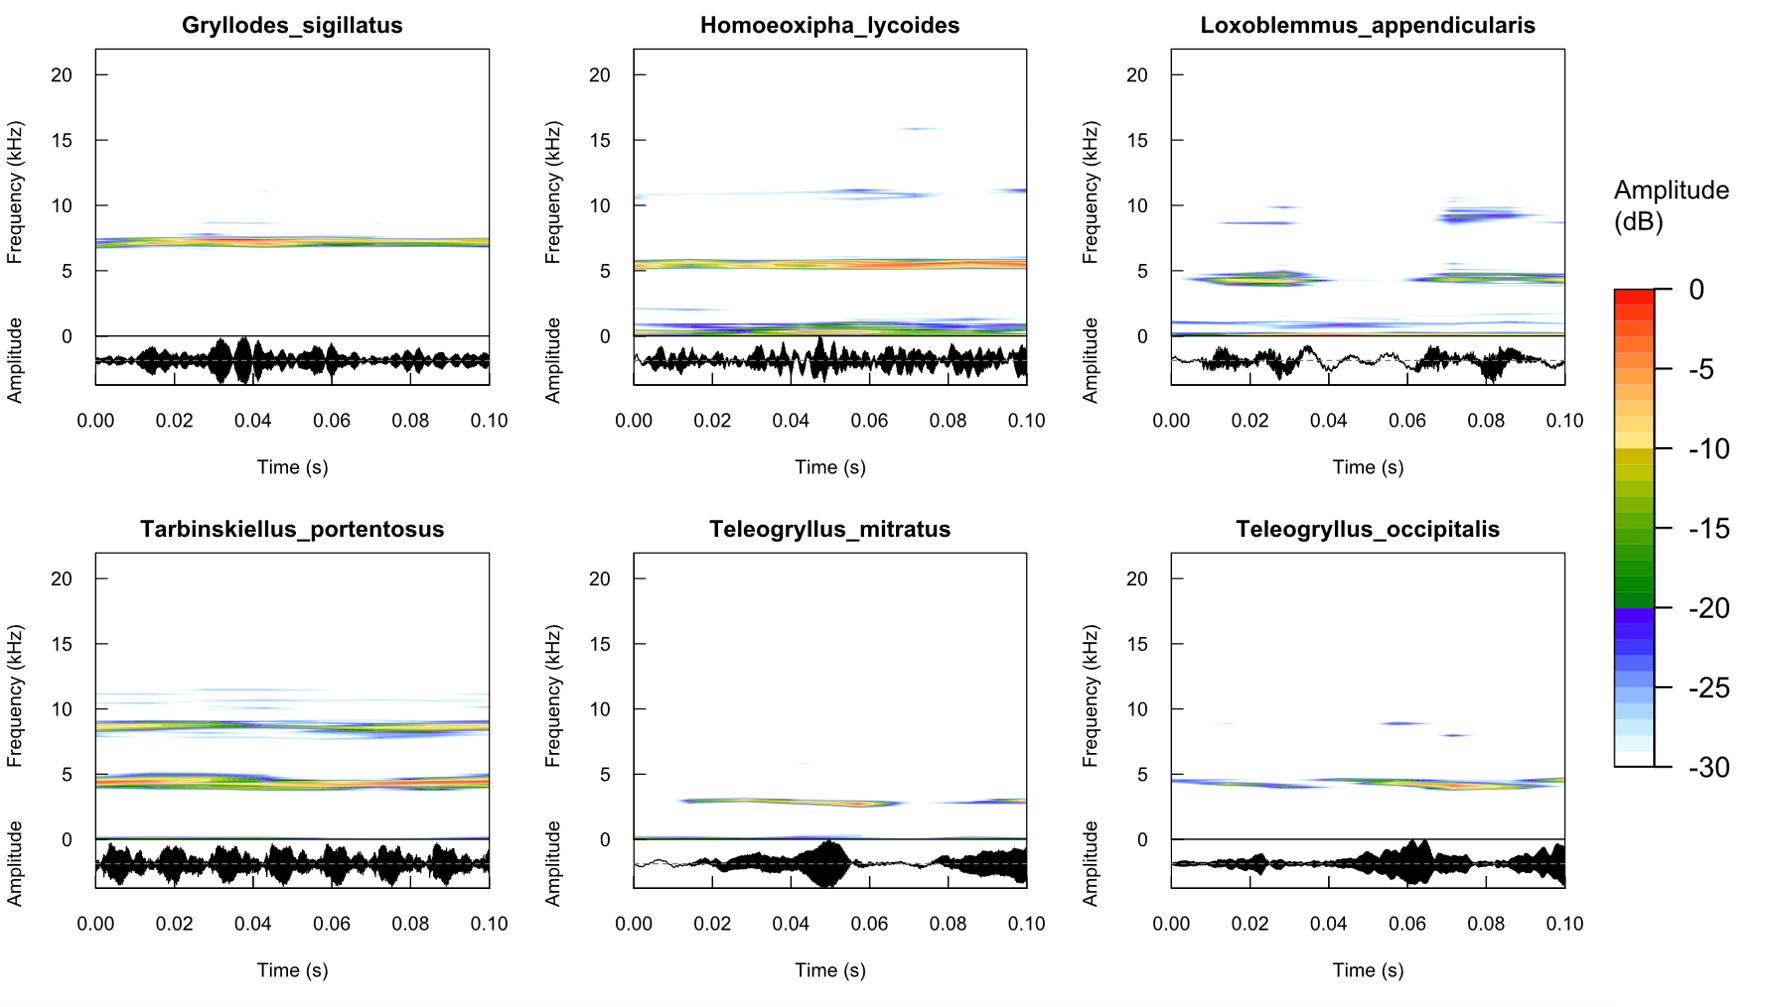 Gryllodes_sigillatus
Homoeoxipha_lycoides
Loxoblemmus_appendicularis
Frequency (kHz)
20
15
10
5
0
Amplitude
0.00 0.02 0.04 0.06 0.08 0.10
Time (s)
Frequency (kHz)
20
15
10
5
0
Amplitude
0.00 0.02 0.04 0.06 0.08 0.10
Time (s)
Frequency (kHz)
20
15
10
5
0
Amplitude
0.00 0.02 0.04 0.06 0.08 0.10
Time (s)
Amplitude
(dB)
0
-5
-10
-15
-20
-25
-30
Tarbinskiellus_portentosus
Teleogryllus_mitratus
Teleogryllus_occipitalis
Frequency (kHz)
20
15
10
5
0
Amplitude
0.00 0.02 0.04 0.06 0.08 0.10
Time (s)
Frequency (kHz)
20
15
10
5
0
Amplitude
0.00 0.02 0.04 0.06 0.08 0.10
Time (s)
Frequency (kHz)
20
15
10
5
0
Amplitude
0.00 0.02 0.04 0.06 0.08 0.10
Time (s)